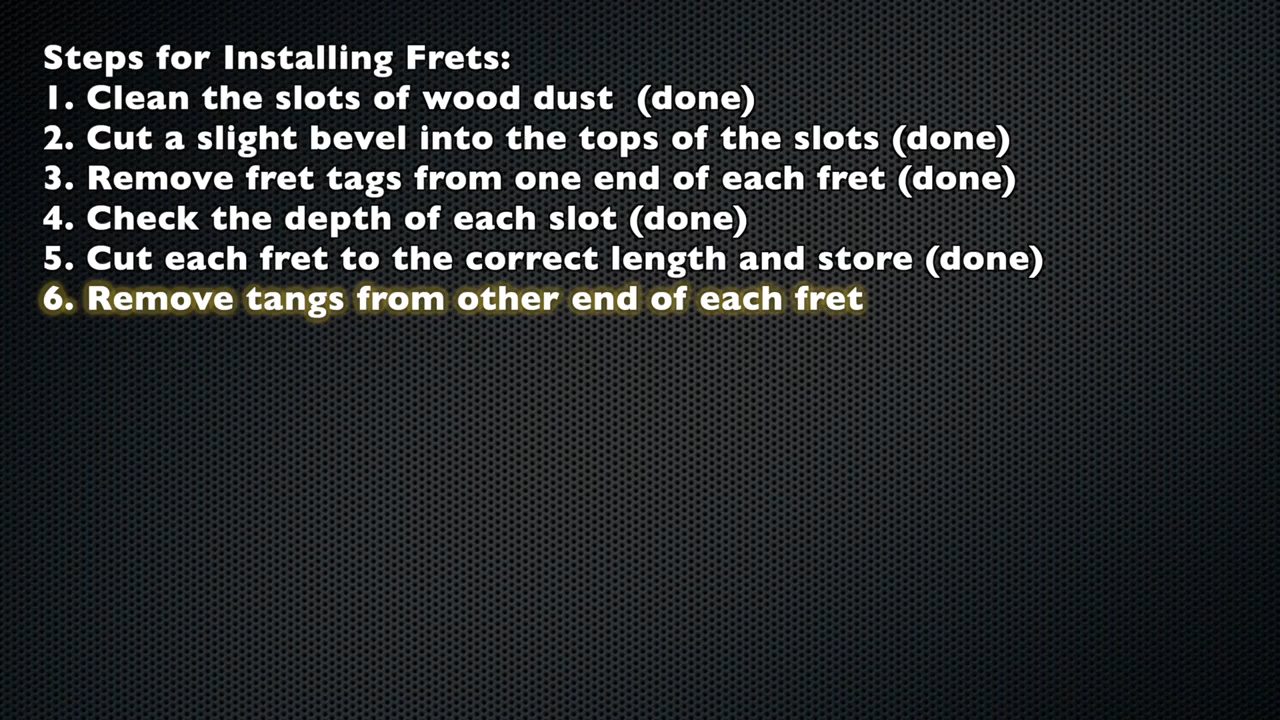 Steps for Installing Frets:
1. Clean the slots of wood dust  (done)
2. Cut a slight bevel into the tops of the slots (done)
3. Remove fret tags from one end of each fret (done)
4. Check the depth of each slot (done)
5. Cut each fret to the correct length and store (done)
6. Remove tangs from other end of each fret